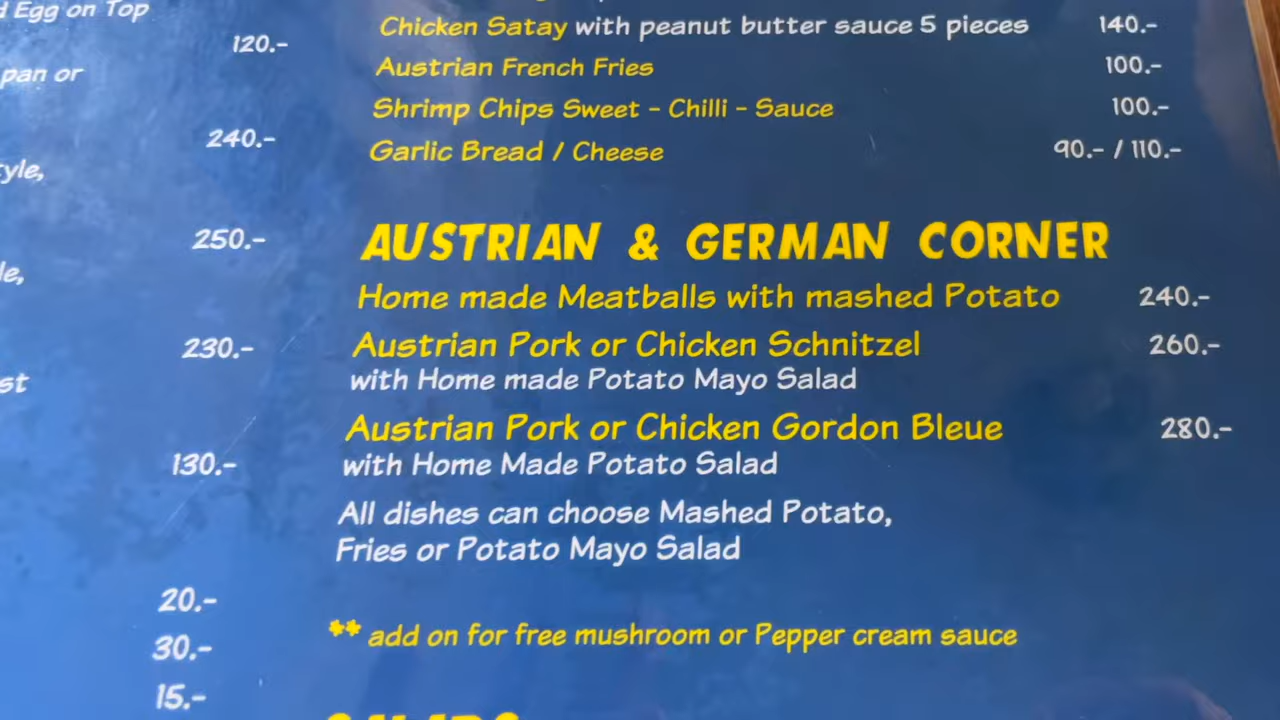 d Egg on Top
120.-
pan or
240.-
tyle,
250.-
le,
230.-
st
130.-
20.-
30.-
15.-
Chicken Satay with peanut butter sauce 5 pieces 140.-
Austrian French Fries 100.-
Shrimp Chips Sweet - Chilli - Sauce 100.-
Garlic Bread / Cheese 90.- / 110.-
AUSTRIAN & GERMAN CORNER
Home made Meatballs with mashed Potato 240.-
Austrian Pork or Chicken Schnitzel 260.-
with Home made Potato Mayo Salad
Austrian Pork or Chicken Gordon Bleue 280.-
with Home Made Potato Salad
All dishes can choose Mashed Potato,
Fries or Potato Mayo Salad
** add on for free mushroom or Pepper cream sauce